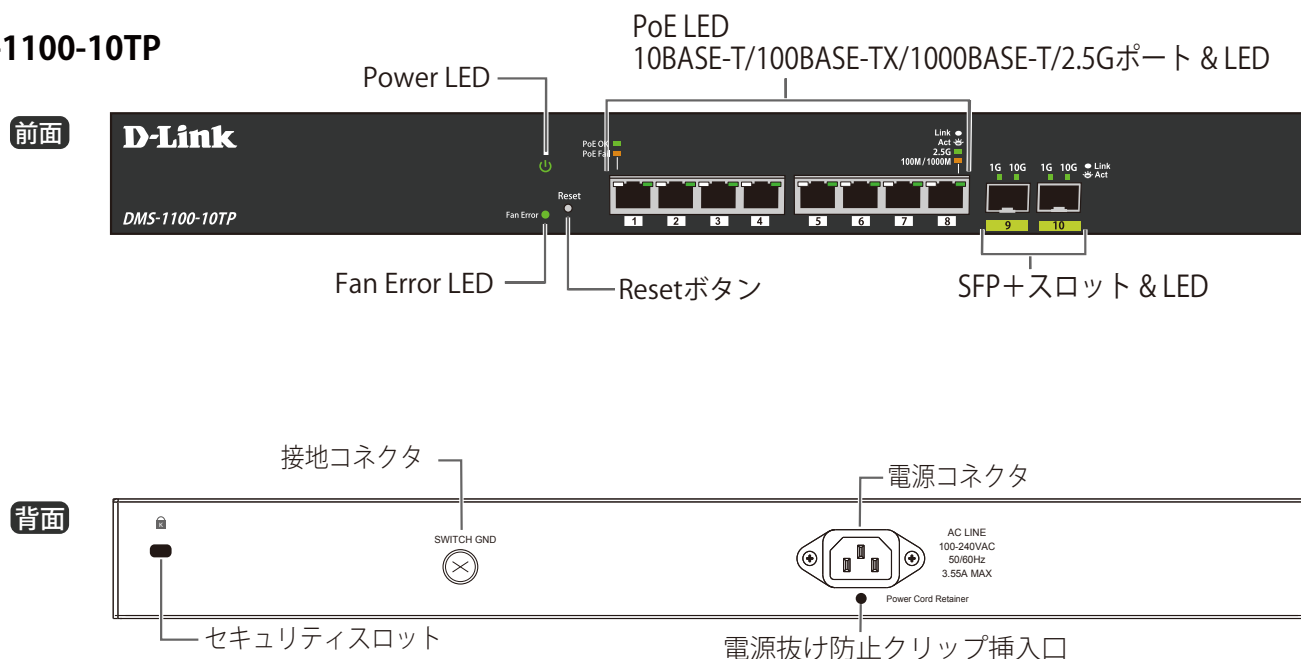 -1100-10TP
PoE LED
10BASE-T/100BASE-TX/1000BASE-T/2.5Gポート & LED
Power LED
前面
D-Link
PoE OK
PoE Fail
Link
Act
2.5G
100M / 1000M
1G 10G 1G 10G Link
Act
Reset
Fan Error
DMS-1100-10TP
1 2 3 4 5 6 7 8 9 10
Fan Error LED
Resetボタン
SFP＋スロット & LED
接地コネクタ
電源コネクタ
背面
K
SWITCH GND
AC LINE
100-240VAC
50/60Hz
3.55A MAX
Power Cord Retainer
セキュリティスロット
電源抜け防止クリップ挿入口